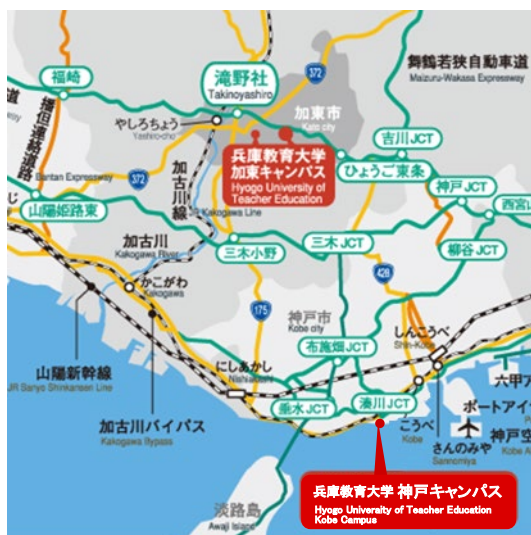 372
舞鶴若狭自動車道
Maizuru-Wakasa Expressway
福崎
滝野社
Takinoyashiro
加東市
Kato city
やしろちょう
Yashiro-cho
道
way
播但連絡道路
Bantan Expressway
372
加古川線
JR Kakogawa Line
兵庫教育大学
加東キャンパス
Hyogo University of
Teacher Education
吉川JCT
ひょうご東条
神戸JCT
西宮山
じ
山陽姫路東
加古川
Kakogawa River
三木小野
三木JCT
柳谷JCT
かこがわ
Kakogawa
428
175
神戸市
Kobe city
しんこうべ
Shin-Kobe
布施畑JCT
山陽新幹線
JR Sanyo Shinkansen Line
にしあかし
Nishiakashi
六甲ア
加古川バイパス
Kakogawa Bypass
垂水JCT
湊川JCT
こうべ
Kobe
ポートアイ
神戸空
Kobe A
さんのみや
Sannomiya
淡路島
Awaji Island
兵庫教育大学 神戸キャンパス
Hyogo University of Teacher Education
Kobe Campus